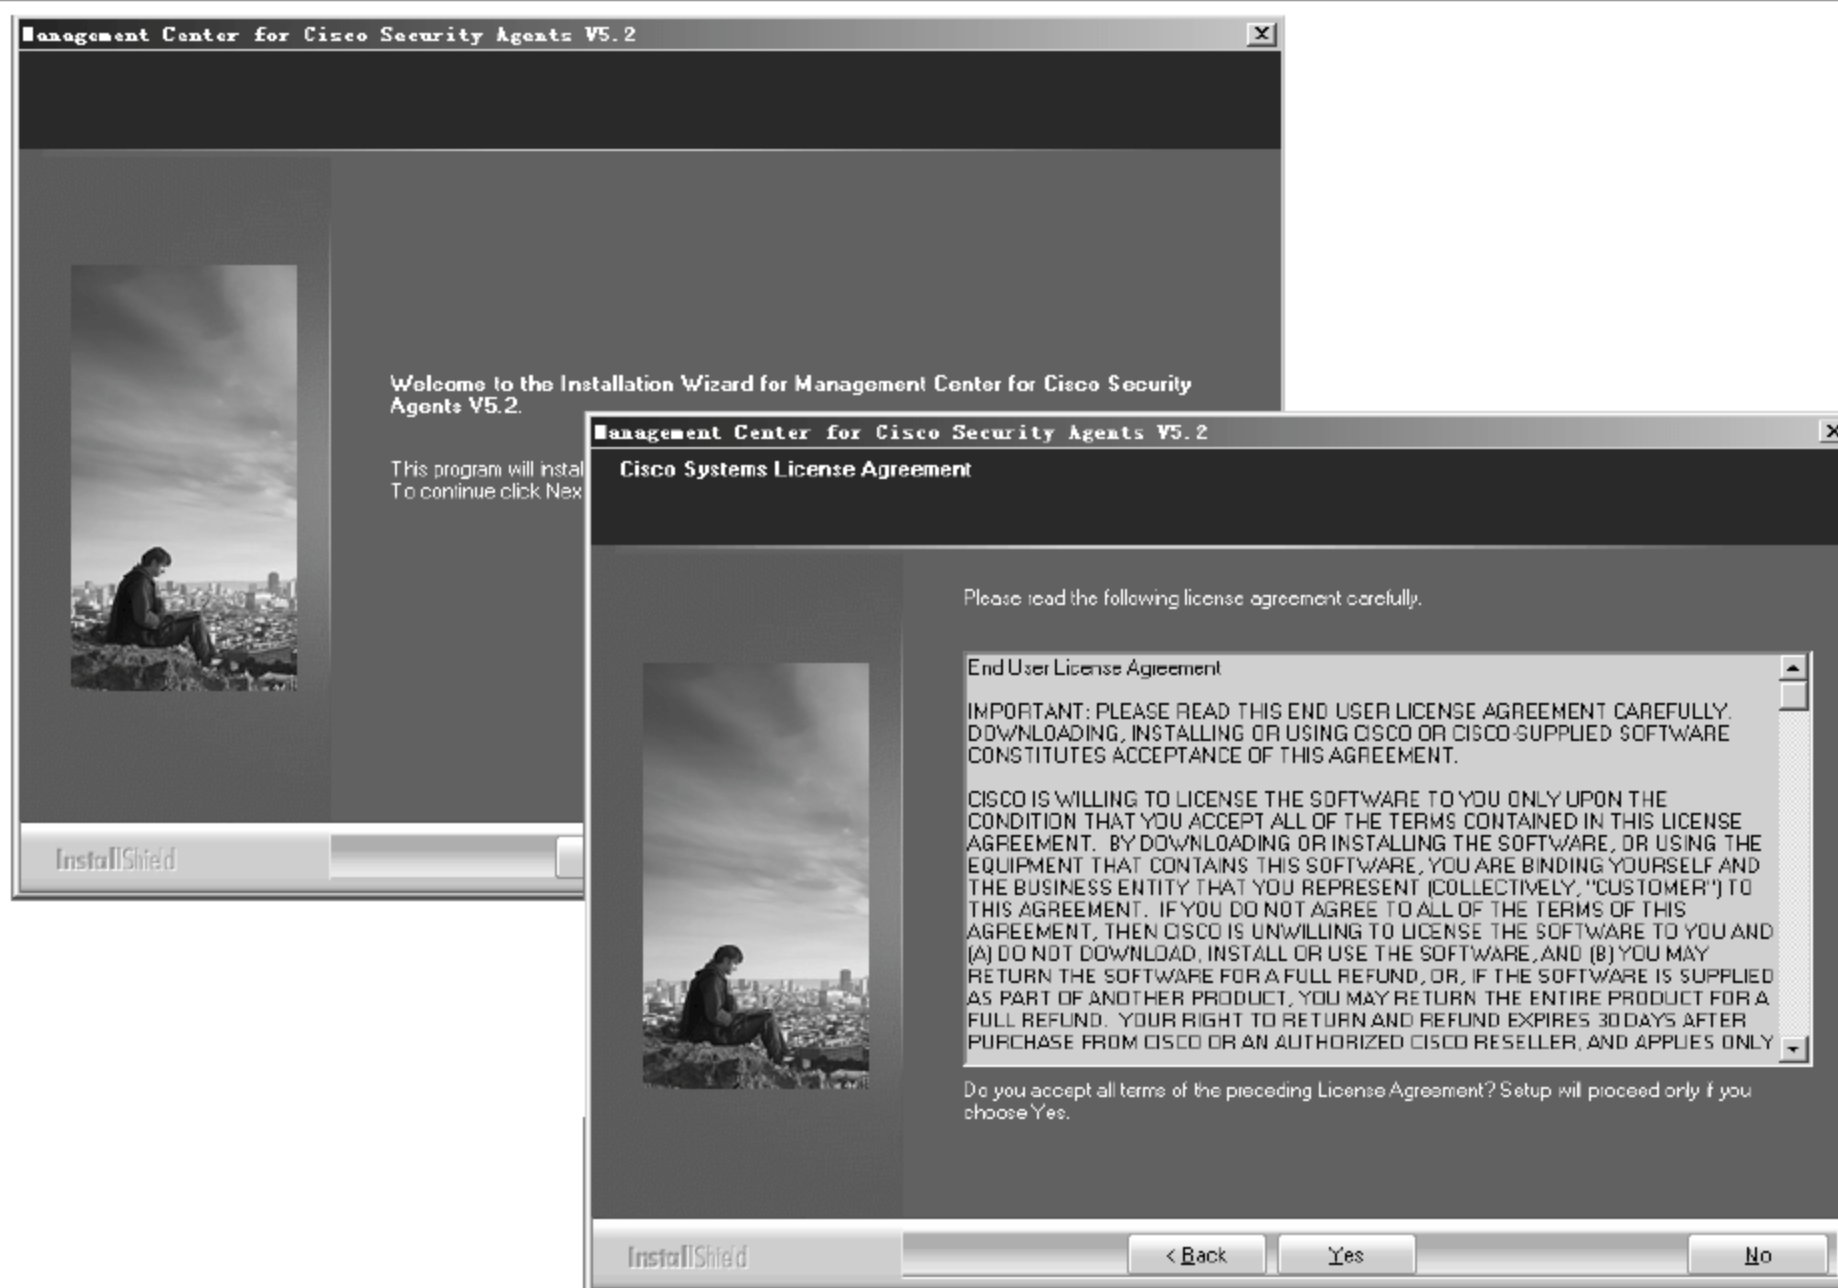 Management Center for Cisco Security Agents V5.2
Welcome to the Installation Wizard for Management Center for Cisco Security
Agents V5.2.
This program will instal
To continue click Nex
InstallShield
Management Center for Cisco Security Agents V5.2
Cisco Systems License Agreement
Please read the following license agreement carefully.
End User License Agreement
IMPORTANT: PLEASE READ THIS END USER LICENSE AGREEMENT CAREFULLY.
DOWNLOADING, INSTALLING OR USING CISCO OR CISCO-SUPPLIED SOFTWARE
CONSTITUTES ACCEPTANCE OF THIS AGREEMENT.
CISCO IS WILLING TO LICENSE THE SOFTWARE TO YOU ONLY UPON THE
CONDITION THAT YOU ACCEPT ALL OF THE TERMS CONTAINED IN THIS LICENSE
AGREEMENT. BY DOWNLOADING OR INSTALLING THE SOFTWARE, OR USING THE
EQUIPMENT THAT CONTAINS THIS SOFTWARE, YOU ARE BINDING YOURSELF AND
THE BUSINESS ENTITY THAT YOU REPRESENT (COLLECTIVELY, "CUSTOMER") TO
THIS AGREEMENT. IF YOU DO NOT AGREE TO ALL OF THE TERMS OF THIS
AGREEMENT, THEN CISCO IS UNWILLING TO LICENSE THE SOFTWARE TO YOU AND
(A) DO NOT DOWNLOAD, INSTALL OR USE THE SOFTWARE, AND (B) YOU MAY
RETURN THE SOFTWARE FOR A FULL REFUND, OR, IF THE SOFTWARE IS SUPPLIED
AS PART OF ANOTHER PRODUCT, YOU MAY RETURN THE ENTIRE PRODUCT FOR A
FULL REFUND. YOUR RIGHT TO RETURN AND REFUND EXPIRES 30 DAYS AFTER
PURCHASE FROM CISCO OR AN AUTHORIZED CISCO RESELLER, AND APPLIES ONLY
Do you accept all terms of the preceding License Agreement? Setup will proceed only if you
choose Yes.
InstallShield
< Back
Yes
No